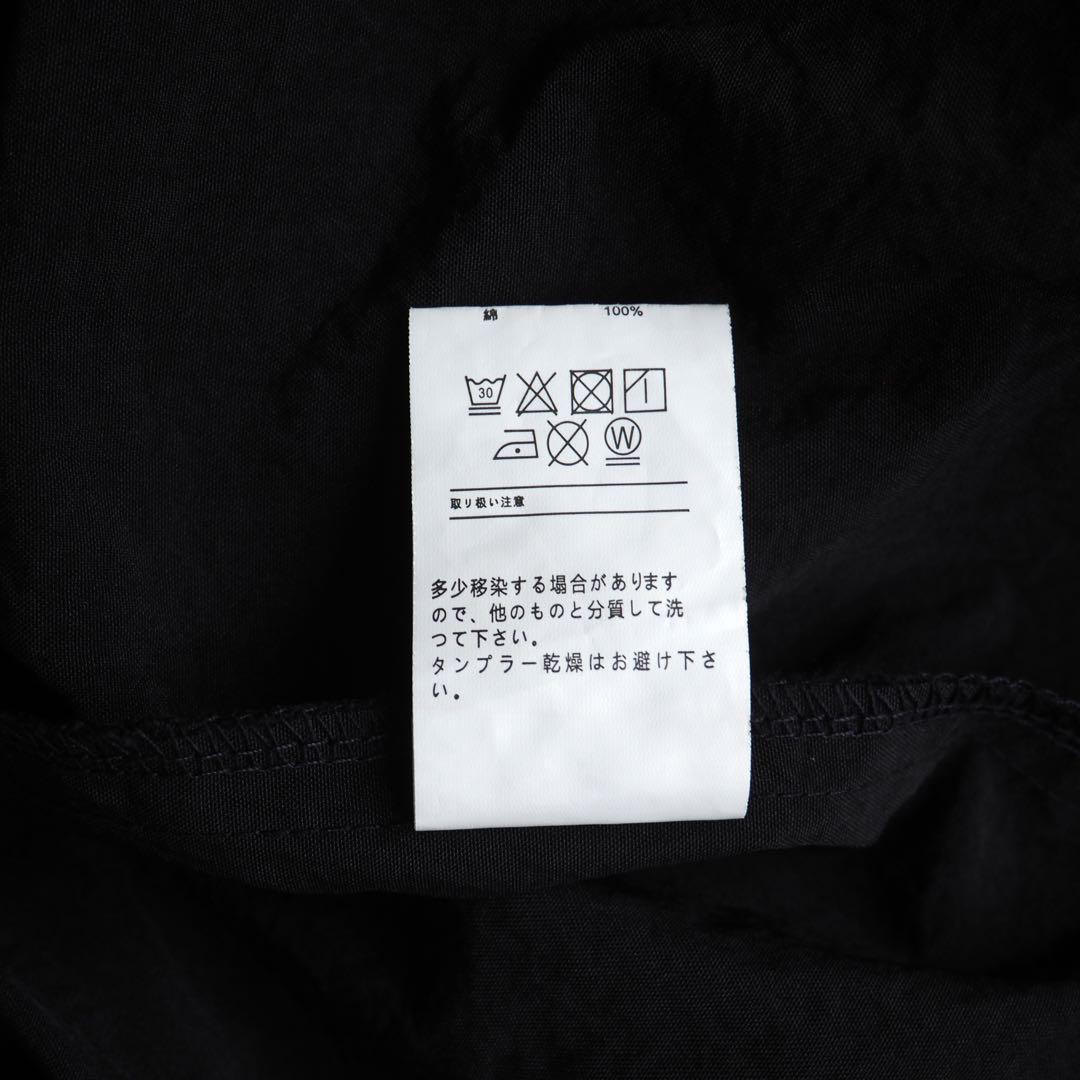 綿 100%
30
W
取り扱い注意
多少移染する場合があります
ので、他のものと分質して洗
つて下さい。
タンプラー乾燥はお避け下さ
い。